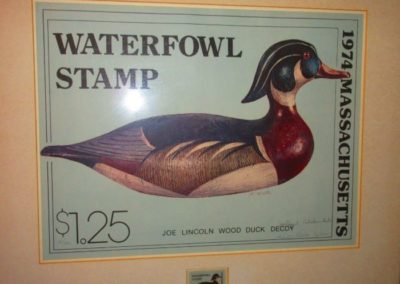 WATERFOWL
STAMP
1974 MASSACHUSETTS
$1.25
JOE LINCOLN WOOD DUCK DECOY